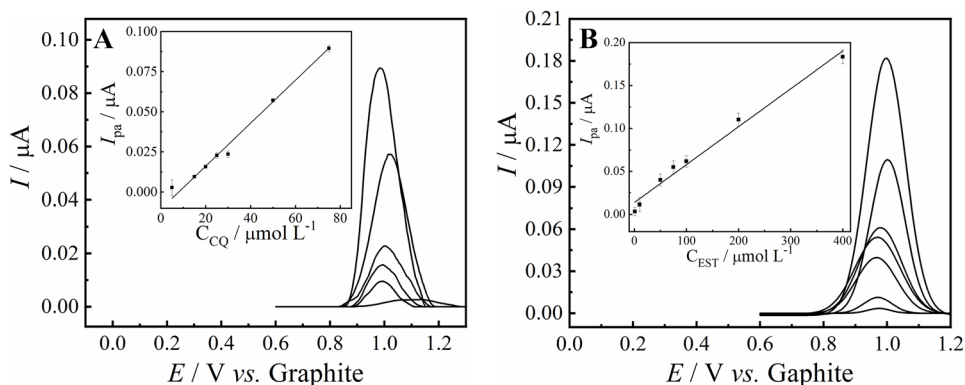 A
I / μA
0.10
0.08
0.06
0.04
0.02
0.00
0.0 0.2 0.4 0.6 0.8 1.0 1.2
E / V vs. Graphite
I pa / μA
0.100
0.075
0.050
0.025
0.000
0 20 40 60 80
C CQ / μmol L-1
B
I / μA
0.21
0.18
0.15
0.12
0.09
0.06
0.03
0.00
0.0 0.2 0.4 0.6 0.8 1.0 1.2
E / V vs. Gaphite
I pa / μA
0.20
0.15
0.10
0.05
0.00
0 100 200 300 400
C EST / μmol L-1